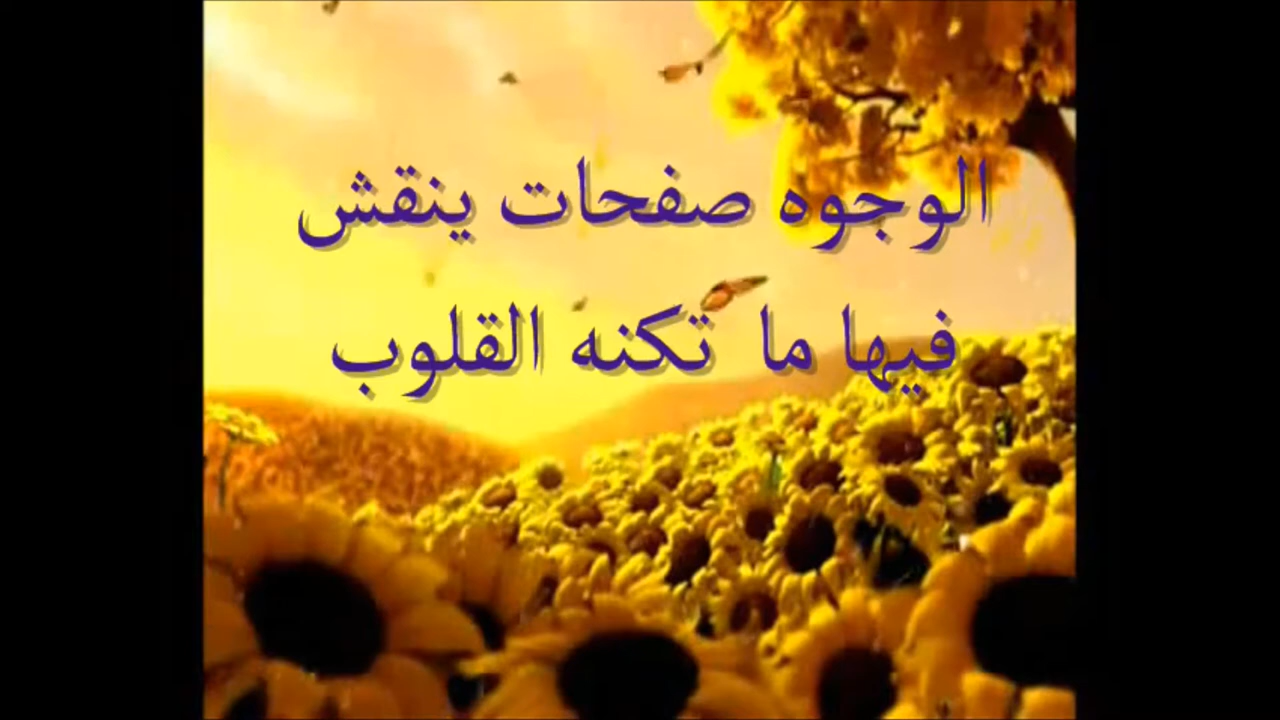 الوجوه صفحات ينقش
فيها ما تكنه القلوب